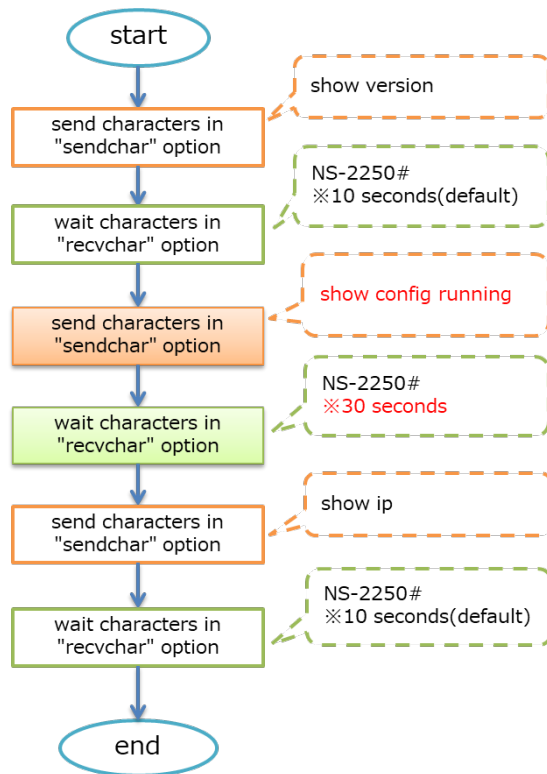 start
show version
send characters in
"sendchar" option
NS-2250#
※10 seconds(default)
wait characters in
"recvchar" option
show config running
send characters in
"sendchar" option
NS-2250#
※30 seconds
wait characters in
"recvchar" option
show ip
send characters in
"sendchar" option
NS-2250#
※10 seconds(default)
wait characters in
"recvchar" option
end